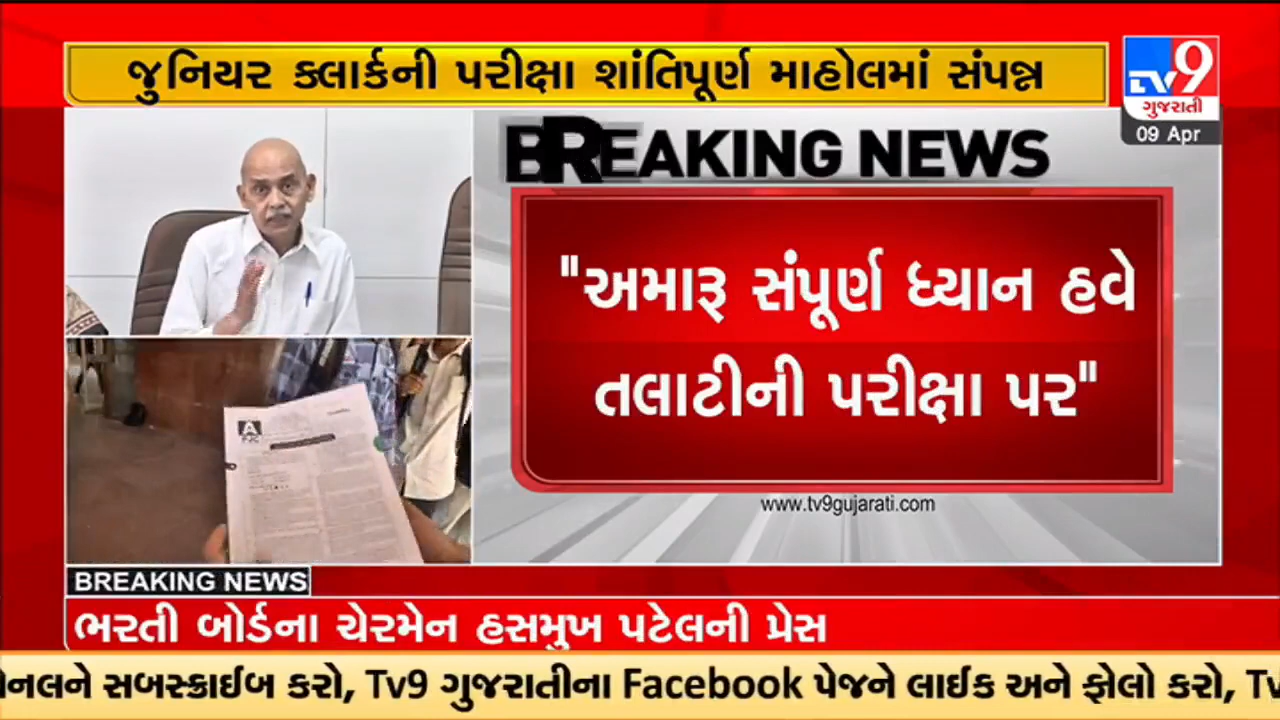 જુનિયર ક્લાર્કની પરીક્ષા શાંતિપૂર્ણ માહોલમાં સંપન્ન
TV9
ગુજરાતી
09 Apr
BREAKING NEWS
"અમારૂ સંપૂર્ણ ધ્યાન હવે
તલાટીની પરીક્ષા પર"
www.tv9gujarati.com
A
PJC
BREAKING NEWS
ભરતી બોર્ડના ચેરમેન હસમુખ પટેલની પ્રેસ
નલને સબસ્ક્રાઈબ કરો, Tv9 ગુજરાતીના Facebook પેજને લાઈક અને ફોલો કરો, Tv